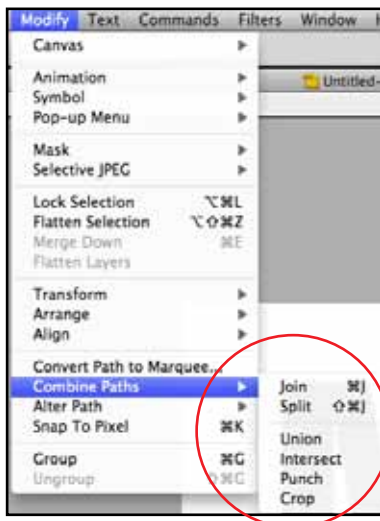 Modify Text Commands Filters Window
Canvas
Animation
Untitled-
Symbol
Pop-up Menu
Mask
Selective JPEG
Lock Selection ⌥⌘L
Flatten Selection ⌥⇧⌘Z
Merge Down ⌘E
Flatten Layers
Transform
Arrange
Align
Convert Path to Marquee...
Combine Paths
Join ⌘J
Alter Path
Split ⇧⌘J
Snap To Pixel ⌘K
Union
Group ⌘G
Intersect
Ungroup ⇧⌘G
Punch
Crop